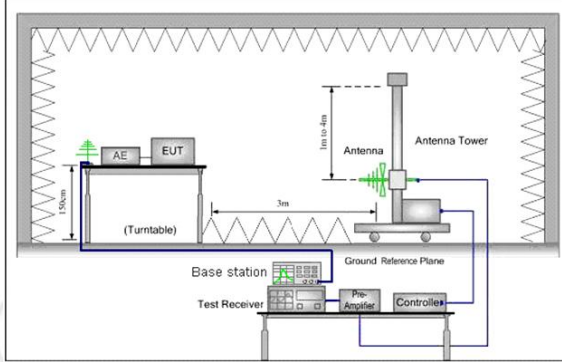 1m to 4m
Antenna
Antenna Tower
AE
EUT
150cm
3m
(Turntable)
Ground Reference Plane
Base station
Test Receiver
Pre-
Amplifier
Controller